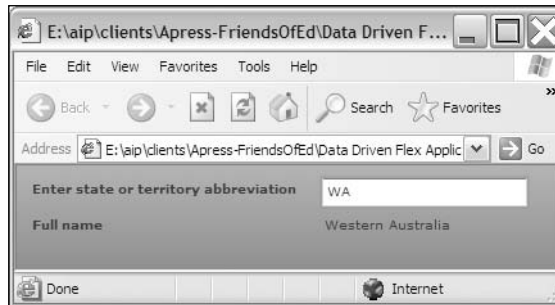 E:\aip\clients\Apress-FriendsOfEd\Data Driven F...
File Edit View Favorites Tools Help
Back Search Favorites »
Address E:\aip\clients\Apress-FriendsOfEd\Data Driven Flex Applic Go
Enter state or territory abbreviation WA
Full name Western Australia
Done Internet